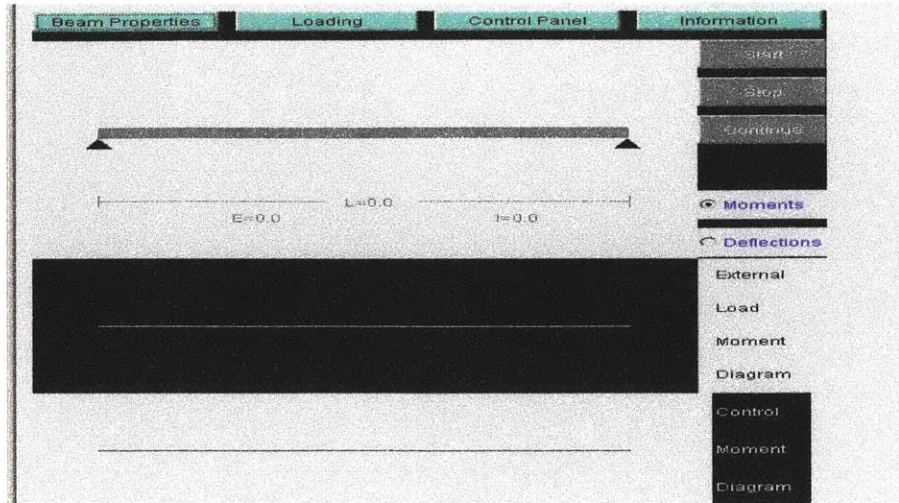 Beam Properties Loading Control Panel Information
Start
Stop
Continue
L=0.0
Moments
E=0.0 I=0.0
Deflections
External
Load
Moment
Diagram
Control
Moment
Diagram